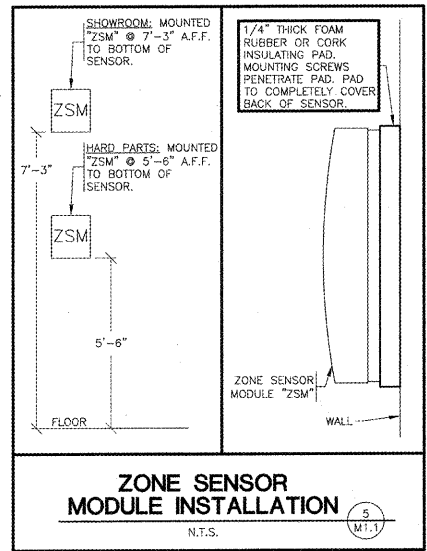 SHOWROOM: MOUNTED
"ZSM" @ 7'-3" A.F.F.
TO BOTTOM OF
SENSOR.
ZSM
HARD PARTS: MOUNTED
"ZSM" @ 5'-6" A.F.F.
TO BOTTOM OF
SENSOR.
7'-3"
ZSM
5'-6"
FLOOR
1/4" THICK FOAM
RUBBER OR CORK
INSULATING PAD.
MOUNTING SCREWS
PENETRATE PAD. PAD
TO COMPLETELY COVER
BACK OF SENSOR.
ZONE SENSOR
MODULE "ZSM"
WALL
ZONE SENSOR
MODULE INSTALLATION
N.T.S.
5
M1.1